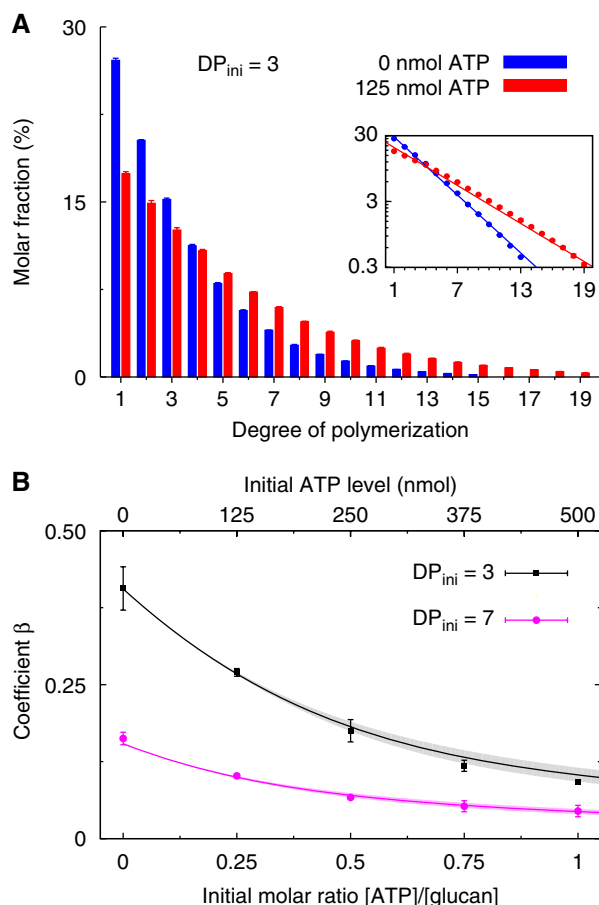 A
30
15
0
Molar fraction (%)
DPini = 3
0 nmol ATP
125 nmol ATP
30
3
0.3
1 7 13 19
1 3 5 7 9 11 13 15 17 19
Degree of polymerization
B
Initial ATP level (nmol)
0 125 250 375 500
0.50
0.25
0
Coefficient β
DPini = 3
DPini = 7
0 0.25 0.5 0.75 1
Initial molar ratio [ATP]/[glucan]